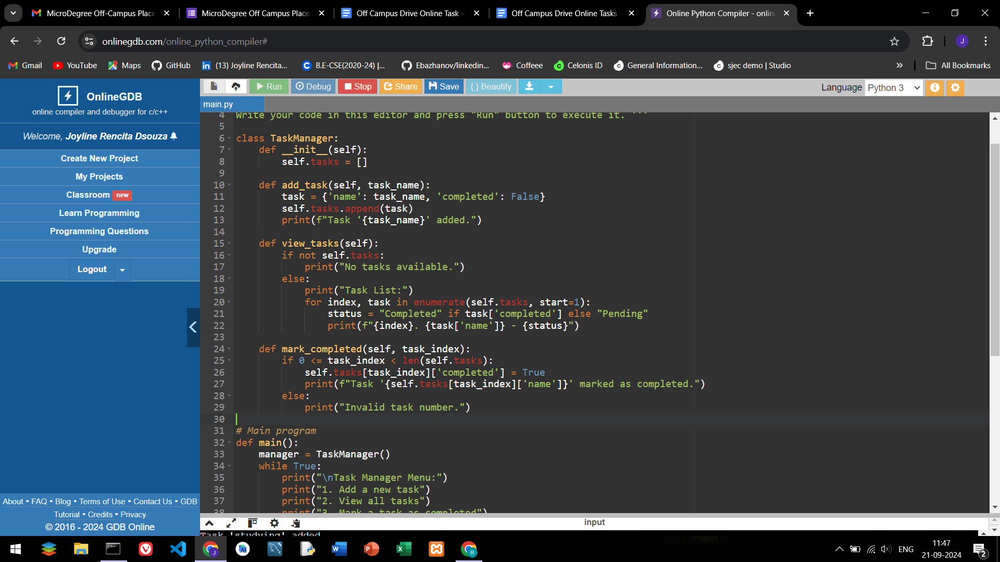 MicroDegree Off-Campus Place
MicroDegree Off Campus Place
Off Campus Drive Online Task -
Off Campus Drive Online Tasks
Online Python Compiler - onlin
onlinegdb.com/online_python_compiler#
J
Gmail
YouTube
Maps
GitHub
(13) Joyline Rencita...
B.E-CSE(2020-24) |...
Ebazhanov/linkedin...
Coffeee
Celonis ID
General Information...
sjec demo | Studio
All Bookmarks
OnlineGDB
online compiler and debugger for c/c++
Welcome, Joyline Rencita Dsouza
Create New Project
My Projects
Classroom new
Learn Programming
Programming Questions
Upgrade
Logout
About • FAQ • Blog • Terms of Use • Contact Us • GDB
Tutorial • Credits • Privacy
© 2016 - 2024 GDB Online
Run
Debug
Stop
Share
Save
{ } Beautify
Language Python 3
main.py
4 Write your code in this editor and press "Run" button to execute it. '''
5
6 class TaskManager:
7     def __init__(self):
8         self.tasks = []
9
10     def add_task(self, task_name):
11         task = {'name': task_name, 'completed': False}
12         self.tasks.append(task)
13         print(f"Task '{task_name}' added.")
14
15     def view_tasks(self):
16         if not self.tasks:
17             print("No tasks available.")
18         else:
19             print("Task List:")
20             for index, task in enumerate(self.tasks, start=1):
21                 status = "Completed" if task['completed'] else "Pending"
22                 print(f"{index}. {task['name']} - {status}")
23
24     def mark_completed(self, task_index):
25         if 0 <= task_index < len(self.tasks):
26             self.tasks[task_index]['completed'] = True
27             print(f"Task '{self.tasks[task_index]['name']}' marked as completed.")
28         else:
29             print("Invalid task number.")
30
31 # Main program
32 def main():
33     manager = TaskManager()
34     while True:
35         print("\nTask Manager Menu:")
36         print("1. Add a new task")
37         print("2. View all tasks")
38         print("3. Mark a task as completed")
input
Task 'studying' added
ENG
11:47
21-09-2024
2